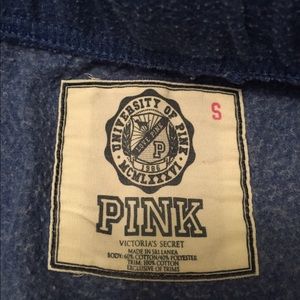 UNIVERSITY OF PINK
P
1986
MCMLXXXVI
S
PINK
VICTORIA'S SECRET
MADE IN SRI LANKA
BODY: 60% COTTON/40% POLYESTER
TRIM: 100% COTTON
EXCLUSIVE OF TRIMS